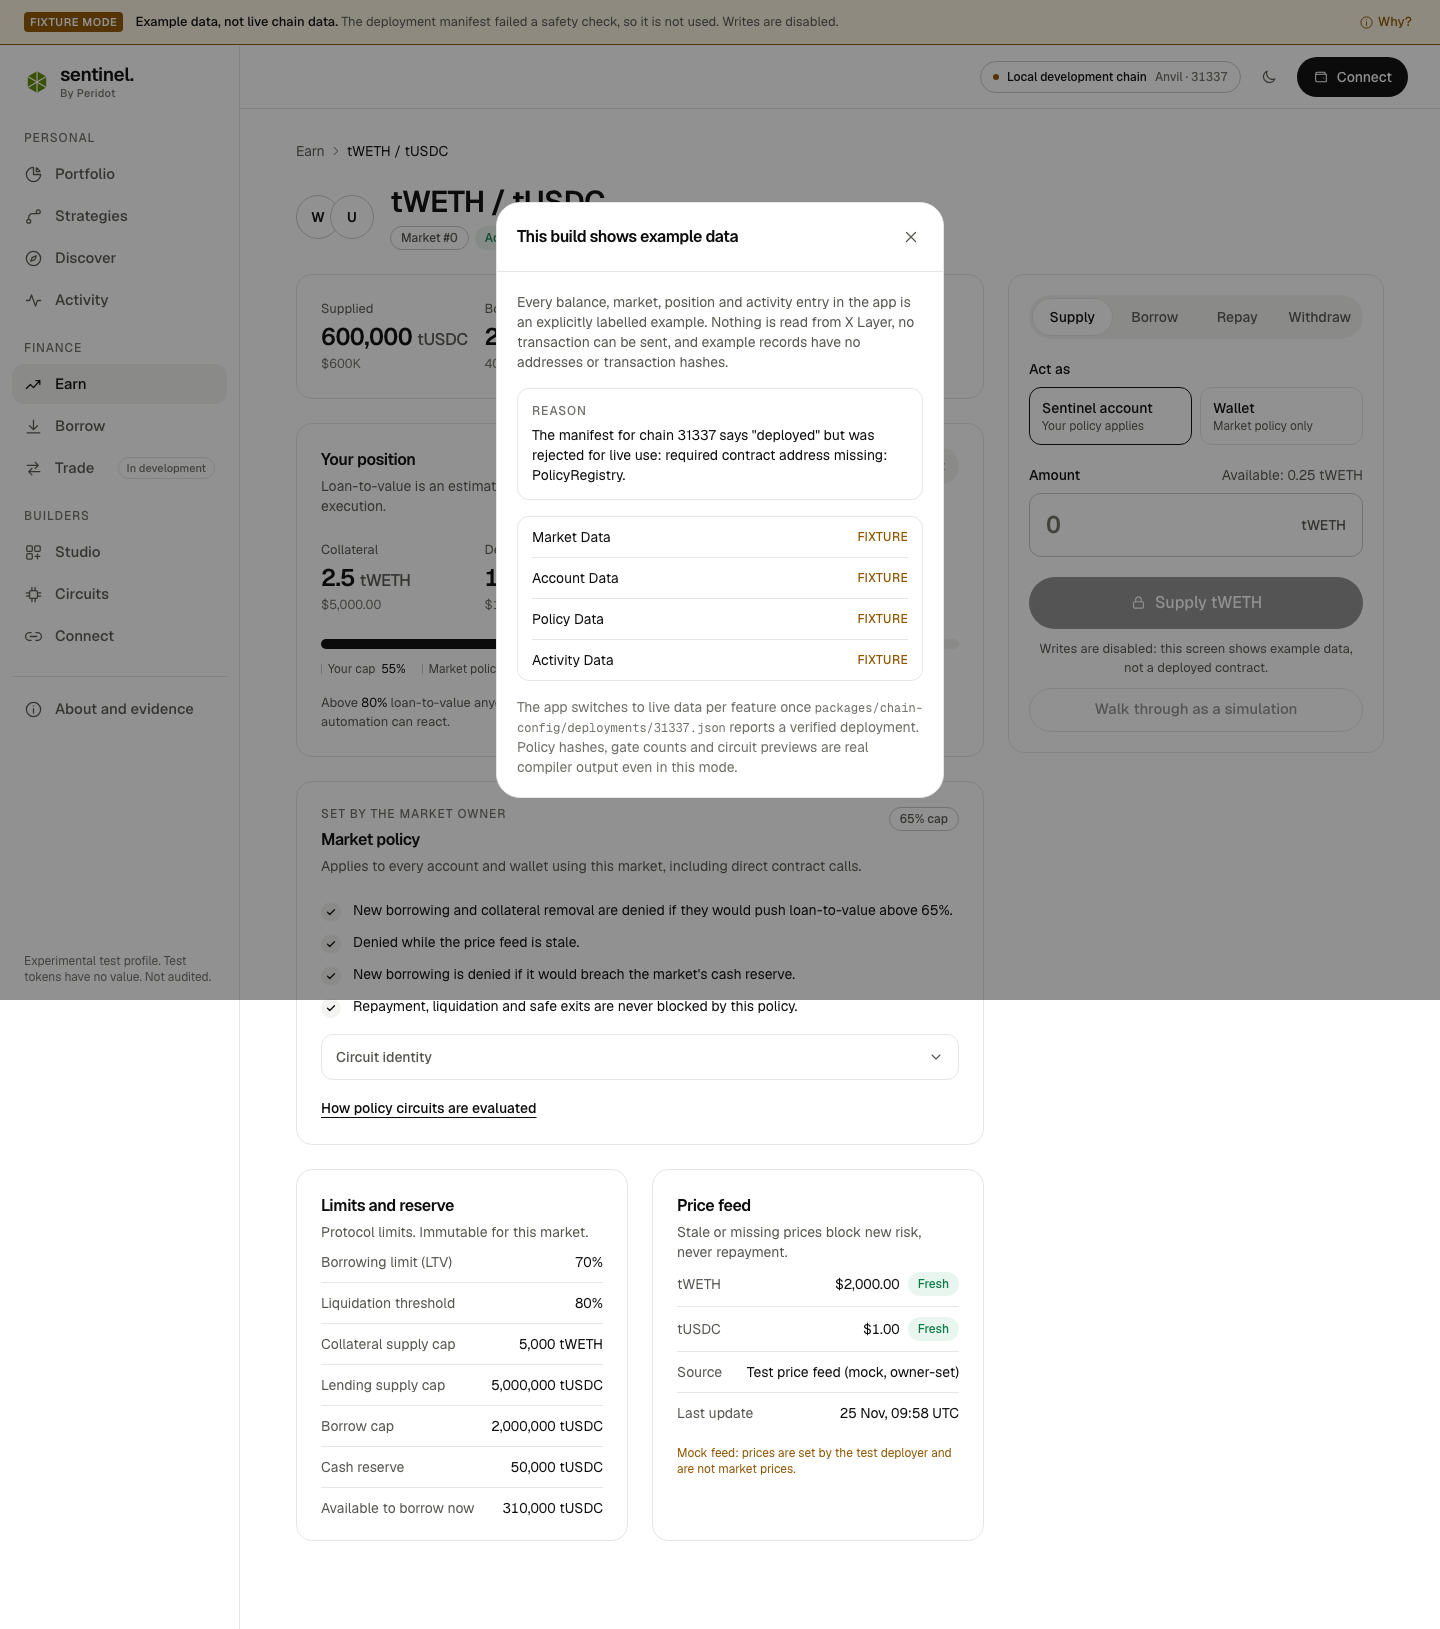 FIXTURE MODE Example data, not live chain data. The deployment manifest failed a safety check, so it is not used. Writes are disabled. Why?
sentinel.
By Peridot
Local development chain Anvil · 31337
Connect
PERSONAL
Portfolio
Strategies
Discover
Activity
FINANCE
Earn
Borrow
Trade In development
BUILDERS
Studio
Circuits
Connect
About and evidence
Experimental test profile. Test
tokens have no value. Not audited.
Earn > tWETH / tUSDC
W U
tWETH / tUSDC
Market #0
Supplied
600,000 tUSDC
$600K
Your position
Loan-to-value is an estimat
execution.
Collateral
2.5 tWETH
$5,000.00
Your cap 55% Market polic
Above 80% loan-to-value any
automation can react.
This build shows example data
Every balance, market, position and activity entry in the app is
an explicitly labelled example. Nothing is read from X Layer, no
transaction can be sent, and example records have no
addresses or transaction hashes.
REASON
The manifest for chain 31337 says "deployed" but was
rejected for live use: required contract address missing:
PolicyRegistry.
Market Data FIXTURE
Account Data FIXTURE
Policy Data FIXTURE
Activity Data FIXTURE
The app switches to live data per feature once packages/chain-
config/deployments/31337.json reports a verified deployment.
Policy hashes, gate counts and circuit previews are real
compiler output even in this mode.
Supply Borrow Repay Withdraw
Act as
Sentinel account
Your policy applies
Wallet
Market policy only
Amount Available: 0.25 tWETH
0 tWETH
Supply tWETH
Writes are disabled: this screen shows example data,
not a deployed contract.
Walk through as a simulation
SET BY THE MARKET OWNER
65% cap
Market policy
Applies to every account and wallet using this market, including direct contract calls.
New borrowing and collateral removal are denied if they would push loan-to-value above 65%.
Denied while the price feed is stale.
New borrowing is denied if it would breach the market's cash reserve.
Repayment, liquidation and safe exits are never blocked by this policy.
Circuit identity
How policy circuits are evaluated
Limits and reserve
Protocol limits. Immutable for this market.
Borrowing limit (LTV) 70%
Liquidation threshold 80%
Collateral supply cap 5,000 tWETH
Lending supply cap 5,000,000 tUSDC
Borrow cap 2,000,000 tUSDC
Cash reserve 50,000 tUSDC
Available to borrow now 310,000 tUSDC
Price feed
Stale or missing prices block new risk,
never repayment.
tWETH $2,000.00 Fresh
tUSDC $1.00 Fresh
Source Test price feed (mock, owner-set)
Last update 25 Nov, 09:58 UTC
Mock feed: prices are set by the test deployer and
are not market prices.